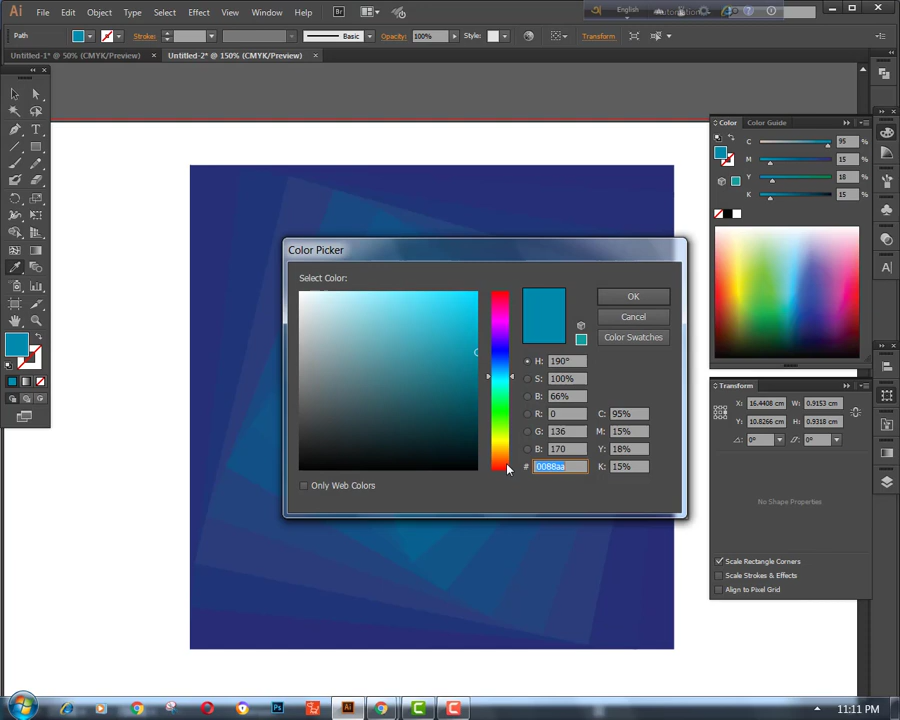 Ai File Edit Object Type Select Effect View Window Help Br English
Path Stroke: Basic Opacity: 100% Style: Transform
Untitled-1* @ 50% (CMYK/Preview) × Untitled-2* @ 150% (CMYK/Preview) ×
Color Color Guide
C 95 %
M 15 %
Y 18 %
K 15 %
Color Picker
Select Color:
OK
Cancel
Color Swatches
H: 190°
S: 100%
B: 66%
R: 0 C: 95%
G: 136 M: 15%
B: 170 Y: 18%
# 0088aa K: 15%
Only Web Colors
Transform
X: 16.4408 cm W: 0.9153 cm
Y: 10.8266 cm H: 0.9318 cm
0° 0°
No Shape Properties
Scale Rectangle Corners
Scale Strokes & Effects
Align to Pixel Grid
Ps Ai
11:11 PM